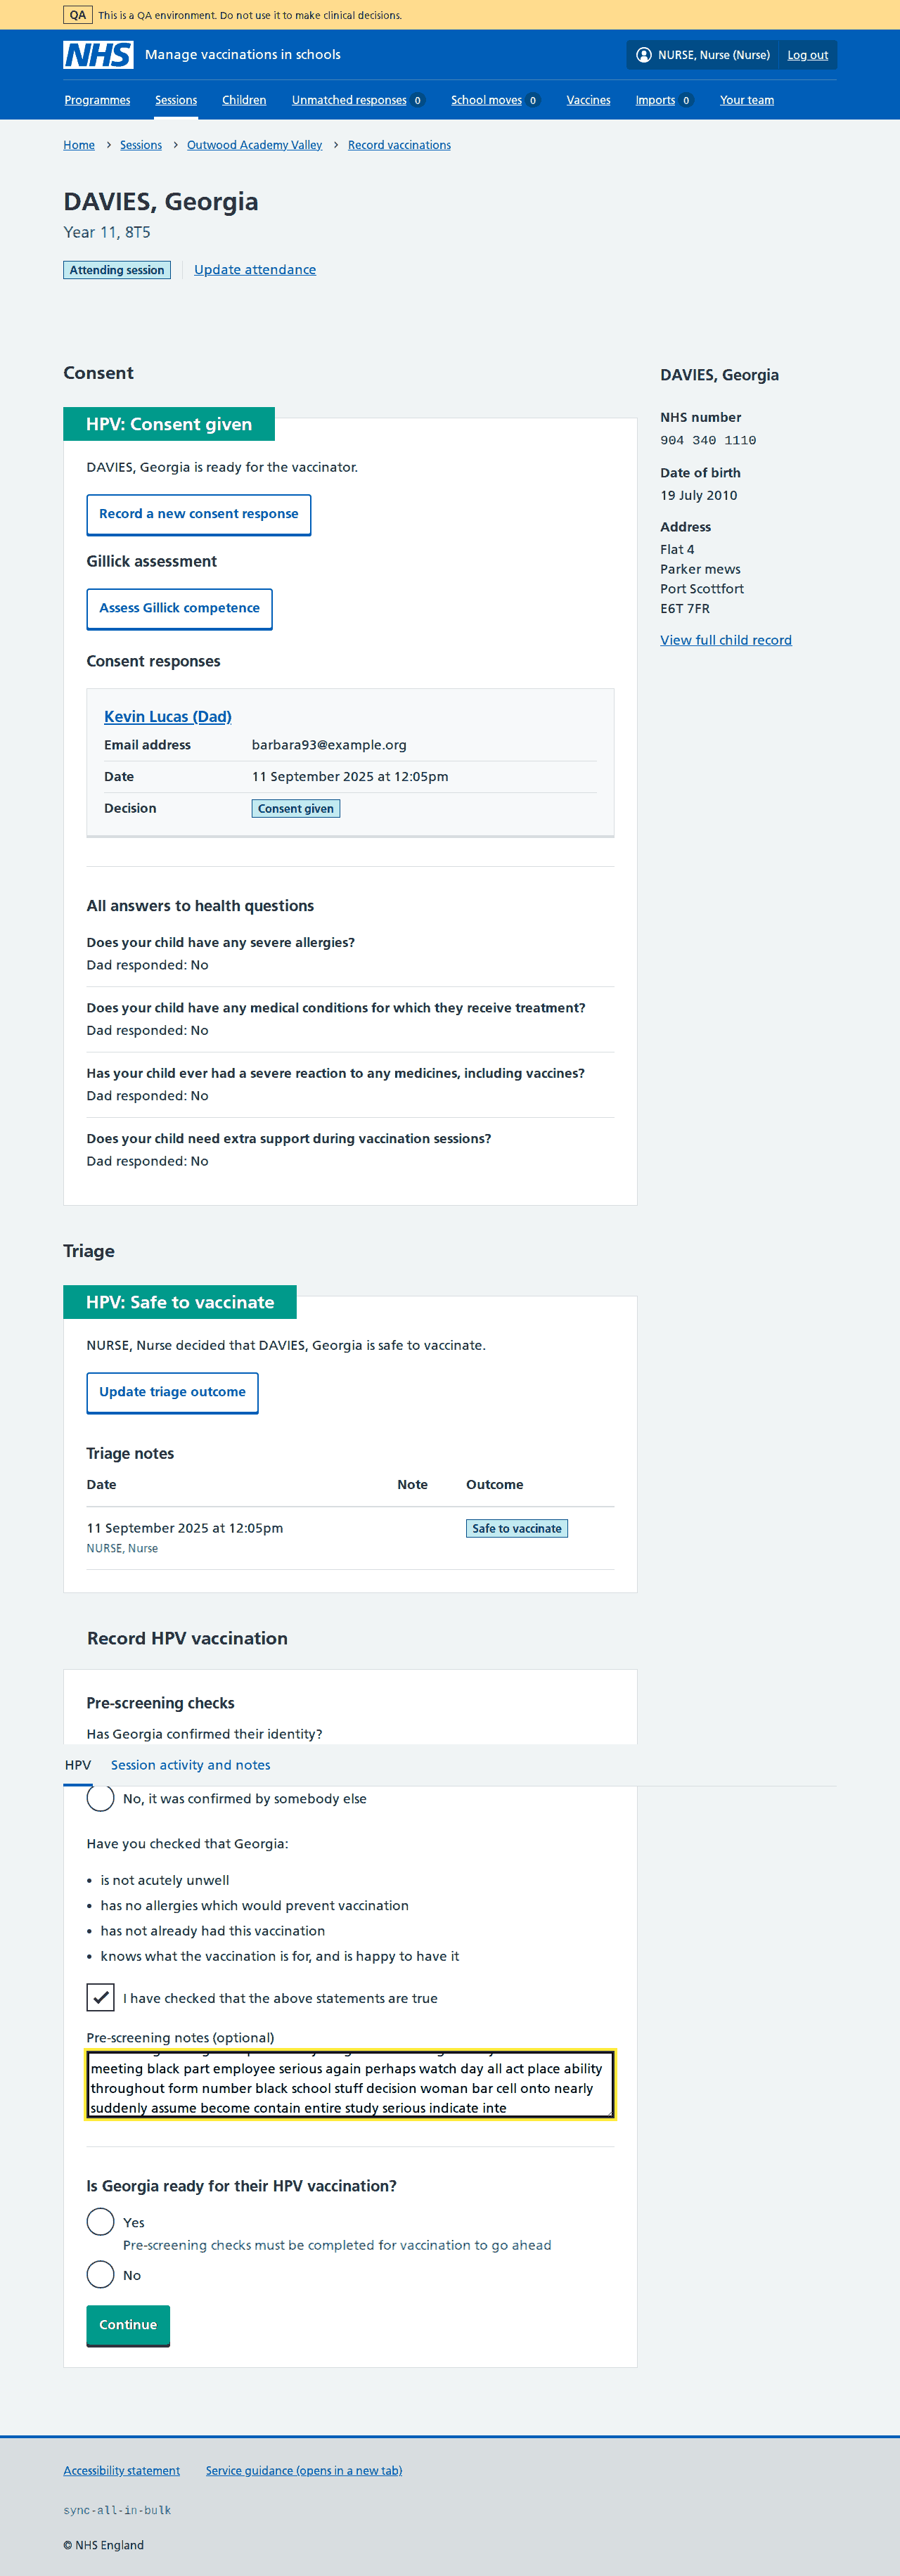 QA This is a QA environment. Do not use it to make clinical decisions.
NHS Manage vaccinations in schools NURSE, Nurse (Nurse) Log out
Programmes Sessions Children Unmatched responses 0 School moves 0 Vaccines Imports 0 Your team
Home Sessions Outwood Academy Valley Record vaccinations
DAVIES, Georgia
Year 11, 8T5
Attending session Update attendance
Consent
HPV: Consent given
DAVIES, Georgia is ready for the vaccinator.
Record a new consent response
Gillick assessment
Assess Gillick competence
Consent responses
Kevin Lucas (Dad)
Email address barbara93@example.org
Date 11 September 2025 at 12:05pm
Decision Consent given
All answers to health questions
Does your child have any severe allergies?
Dad responded: No
Does your child have any medical conditions for which they receive treatment?
Dad responded: No
Has your child ever had a severe reaction to any medicines, including vaccines?
Dad responded: No
Does your child need extra support during vaccination sessions?
Dad responded: No
DAVIES, Georgia
NHS number
904 340 1110
Date of birth
19 July 2010
Address
Flat 4
Parker mews
Port Scottfort
E6T 7FR
View full child record
Triage
HPV: Safe to vaccinate
NURSE, Nurse decided that DAVIES, Georgia is safe to vaccinate.
Update triage outcome
Triage notes
Date Note Outcome
11 September 2025 at 12:05pm Safe to vaccinate
NURSE, Nurse
Record HPV vaccination
Pre-screening checks
Has Georgia confirmed their identity?
HPV Session activity and notes
No, it was confirmed by somebody else
Have you checked that Georgia:
• is not acutely unwell
• has no allergies which would prevent vaccination
• has not already had this vaccination
• knows what the vaccination is for, and is happy to have it
I have checked that the above statements are true
Pre-screening notes (optional)
meeting black part employee serious again perhaps watch day all act place ability
throughout form number black school stuff decision woman bar cell onto nearly
suddenly assume become contain entire study serious indicate inte
Is Georgia ready for their HPV vaccination?
Yes
Pre-screening checks must be completed for vaccination to go ahead
No
Continue
Accessibility statement Service guidance (opens in a new tab)
sync-all-in-bulk
© NHS England